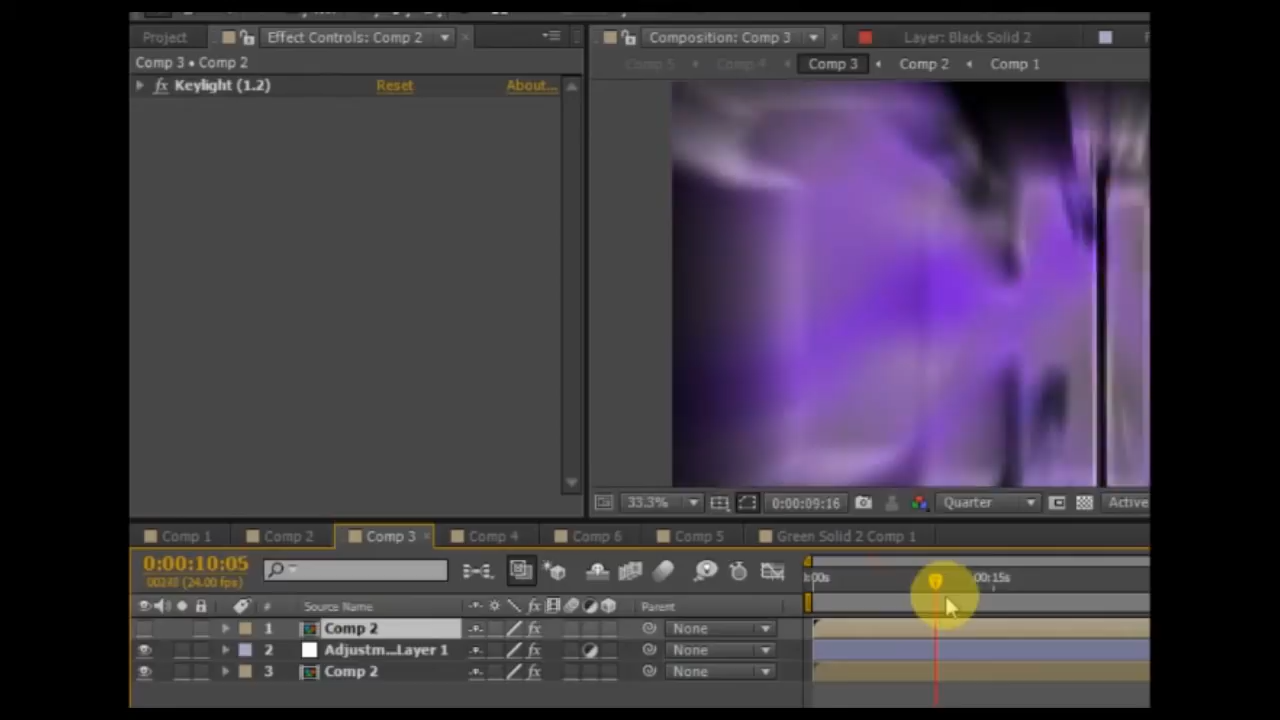 Project
Effect Controls: Comp 2
Composition: Comp 3
Layer: Black Solid 2
Comp 3 • Comp 2
Comp 5
Comp 4
Comp 3
Comp 2
Comp 1
fx Keylight (1.2)
Reset
About...
33.3%
0:00:09:16
Quarter
Active
Comp 1
Comp 2
Comp 3
Comp 4
Comp 6
Comp 5
Green Solid 2 Comp 1
0:00:10:05
(24.00 fps)
00:15s
#
Source Name
fx
Parent
1
Comp 2
fx
None
2
Adjustm...Layer 1
None
3
Comp 2
fx
None